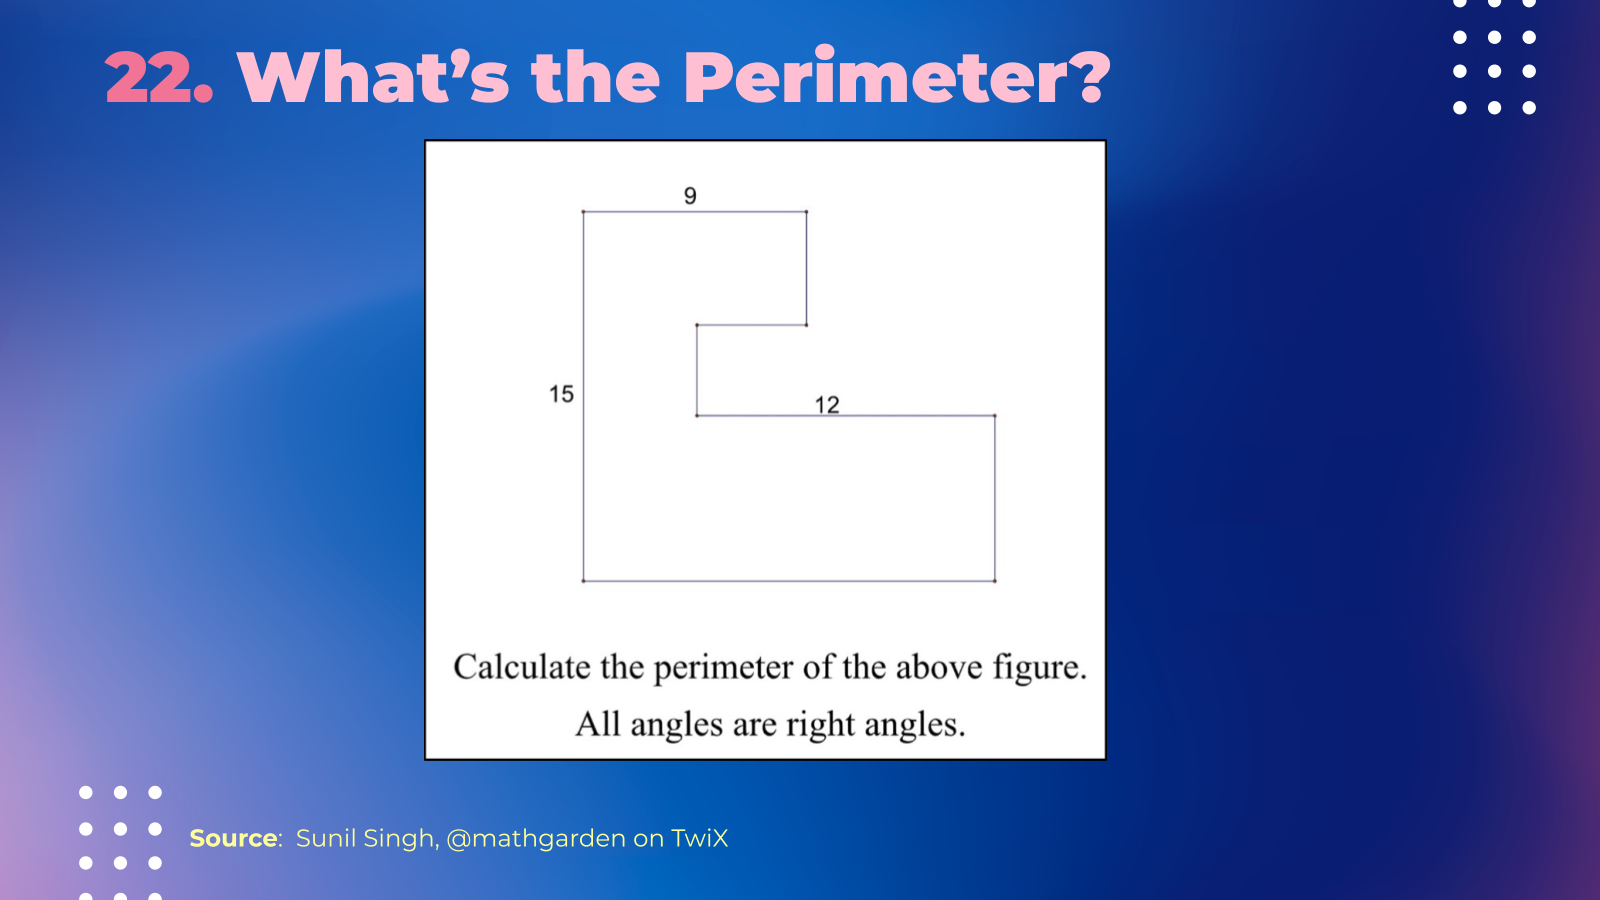 22. What’s the Perimeter?
9
15
12
Calculate the perimeter of the above figure.
All angles are right angles.
Source:  Sunil Singh, @mathgarden on TwiX